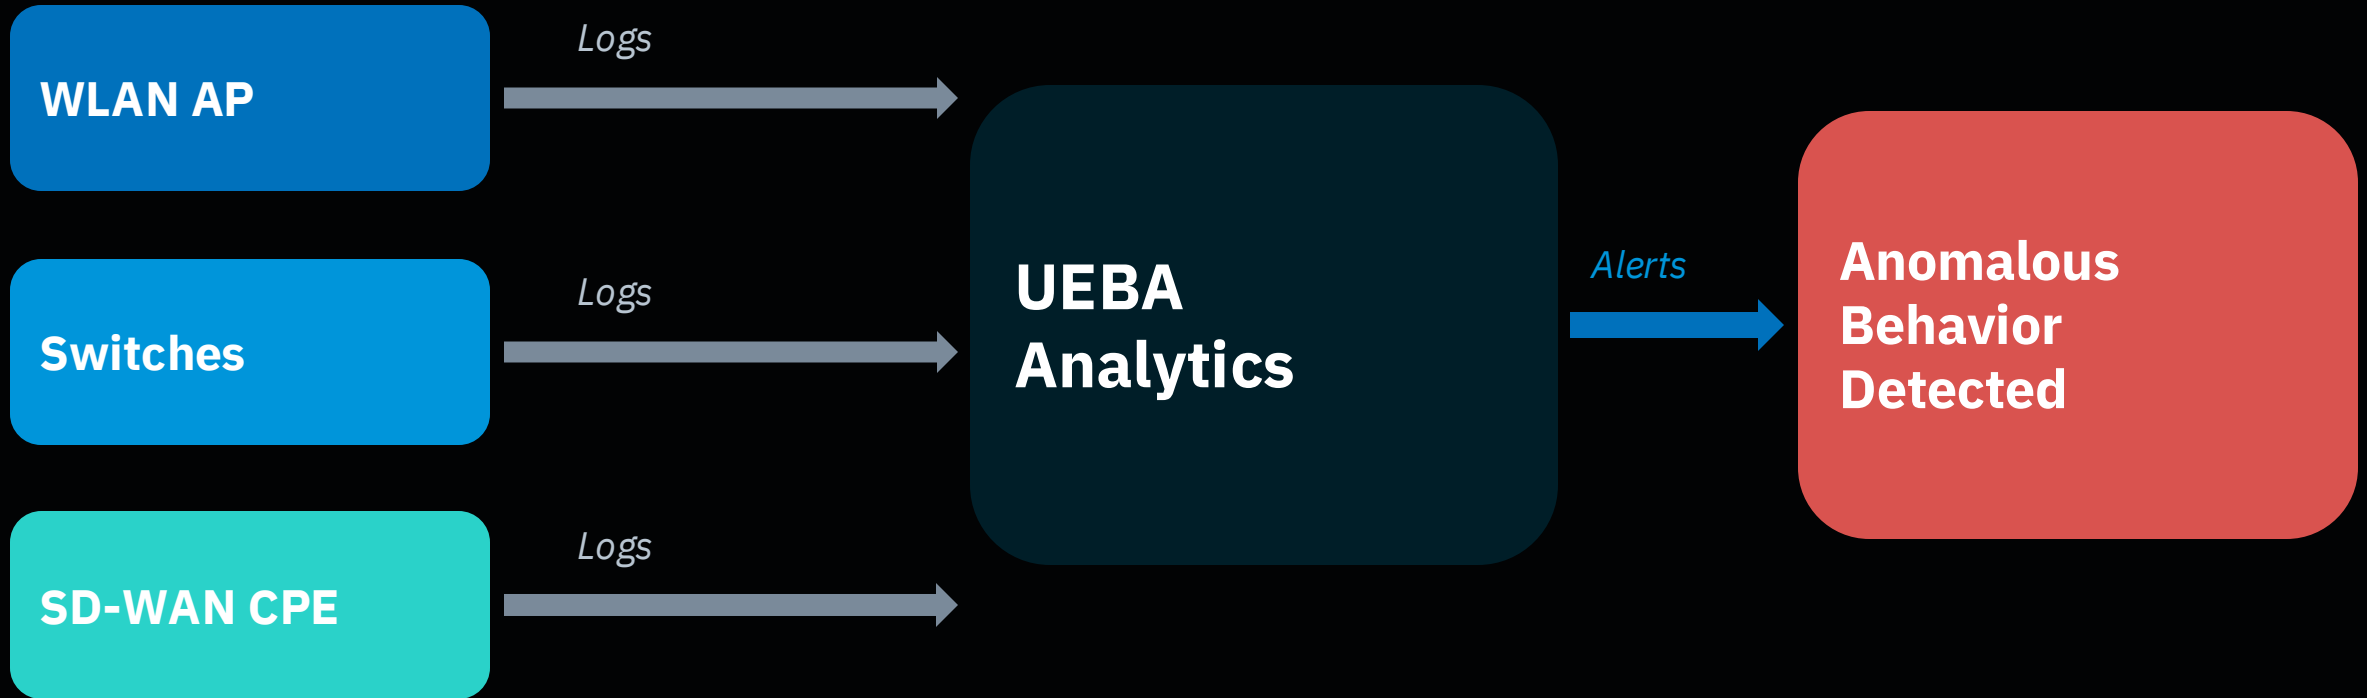 WLAN AP
Logs
Switches
Logs
SD-WAN CPE
Logs
UEBA
Analytics
Alerts
Anomalous
Behavior
Detected